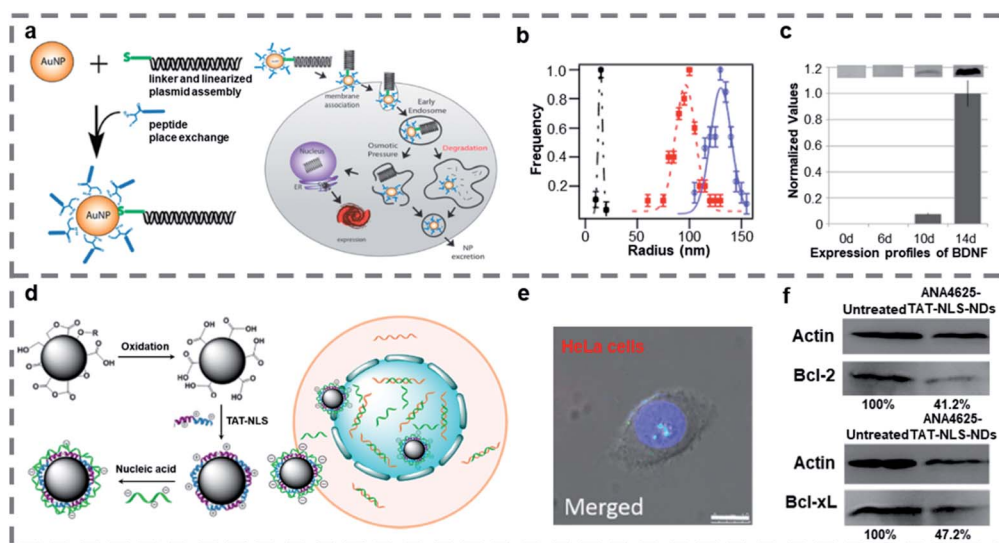 a
AuNP
+
S
linker and linearized
plasmid assembly
peptide
place exchange
AuNP
S
membrane
association
Early
Endosome
Osmotic
Pressure
Degradation
Nucleus
ER
expression
NP
excretion
b
Frequency
1.0
0.8
0.6
0.4
0.2
0 50 100 150
Radius (nm)
c
Normalized Values
1.2
1.0
0.8
0.6
0.4
0.2
0
0d 6d 10d 14d
Expression profiles of BDNF
d
Oxidation
TAT-NLS
Nucleic acid
e
HeLa cells
Merged
f
Untreated ANA4625-
TAT-NLS-NDs
Actin
Bcl-2
100% 41.2%
Untreated ANA4625-
TAT-NLS-NDs
Actin
Bcl-xL
100% 47.2%